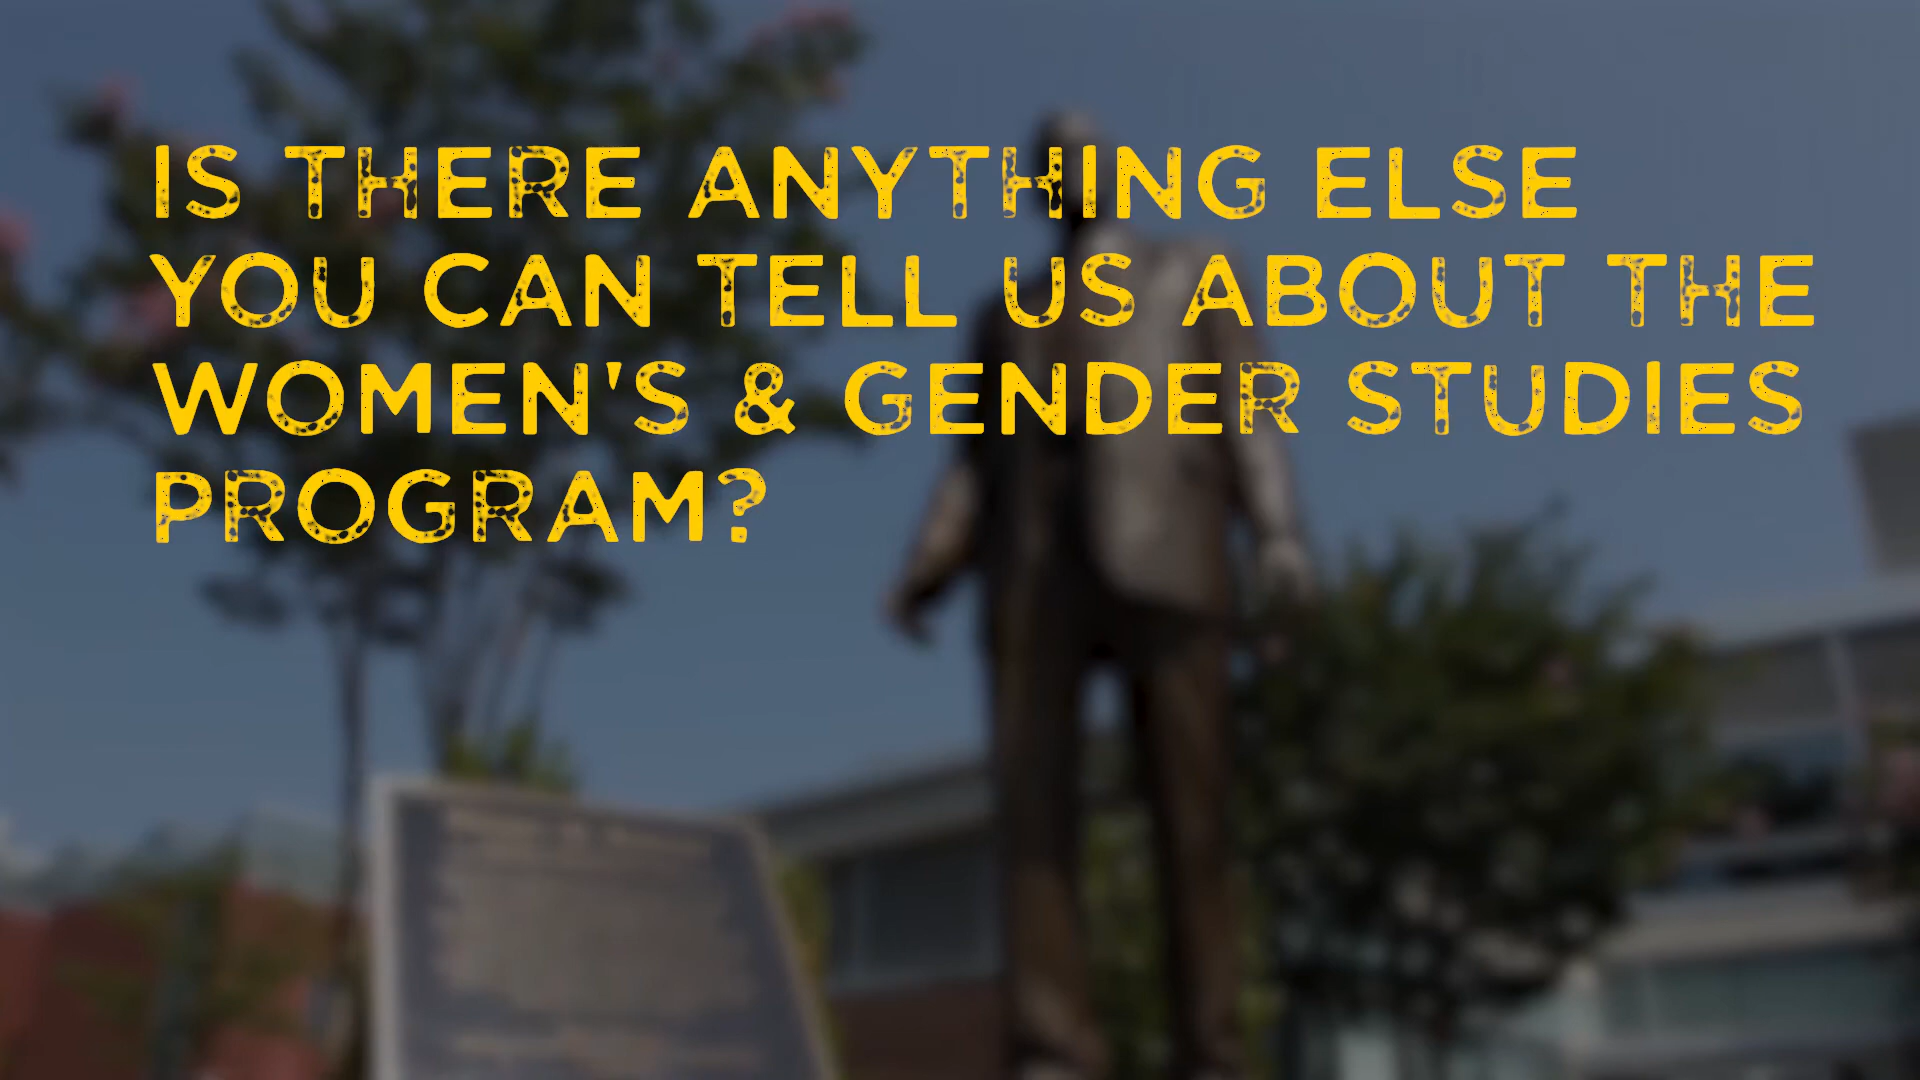 IS THERE ANYTHING ELSE
YOU CAN TELL US ABOUT THE
WOMEN'S & GENDER STUDIES
PROGRAM?